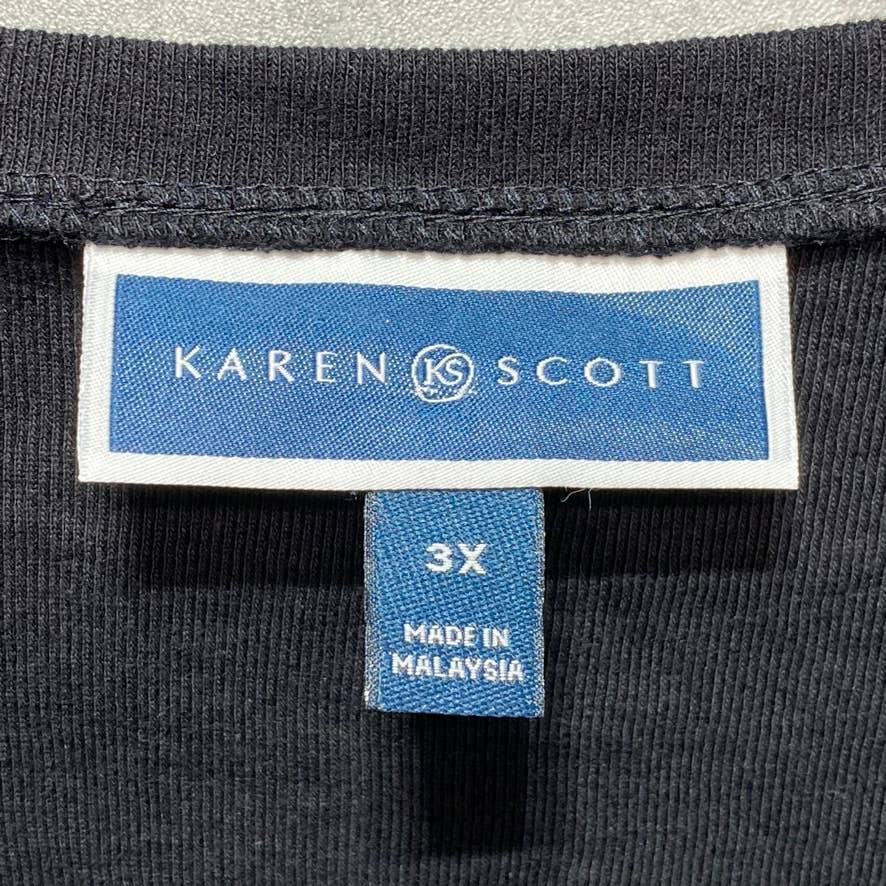 KAREN KS SCOTT
3X
MADE IN
MALAYSIA